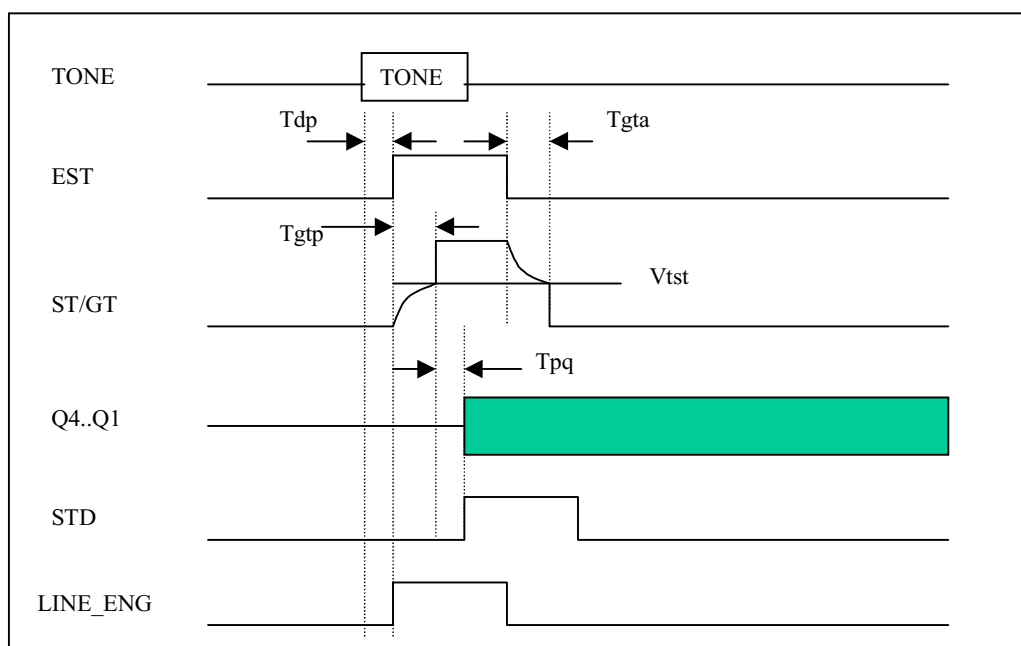 TONE
TONE
Tdp
Tgta
EST
Tgtp
Vtst
ST/GT
Tpq
Q4..Q1
STD
LINE_ENG